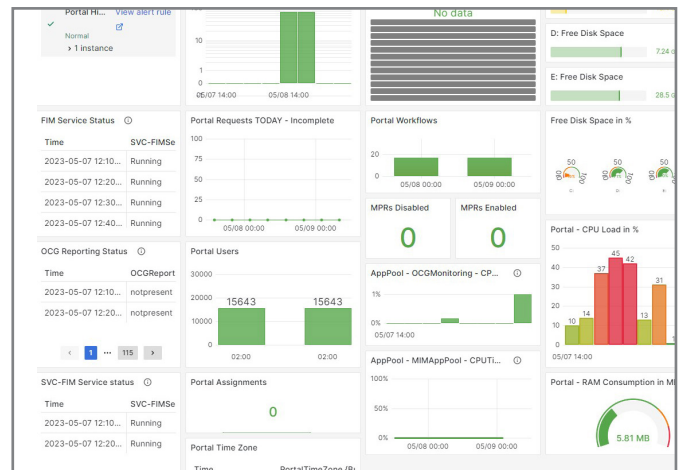 Portal Hi... View alert rule
Normal
> 1 instance
10
1
0
05/07 14:00 05/08 14:00
No data
D: Free Disk Space
7.24
E: Free Disk Space
28.5
FIM Service Status
Time SVC-FIMSe
2023-05-07 12:10... Running
2023-05-07 12:20... Running
2023-05-07 12:30... Running
2023-05-07 12:40... Running
Portal Requests TODAY - Incomplete
100
75
50
25
0
05/08 00:00 05/09 00:00
Portal Workflows
20
0
05/08 00:00 05/09 00:00
Free Disk Space in %
50 50 50
MPRs Disabled
0
MPRs Enabled
0
OCG Reporting Status
Time OCGReport
2023-05-07 12:10... notpresent
2023-05-07 12:20... notpresent
< 1 ... 115 >
Portal Users
30000
20000
10000
0
15643 15643
02:00 02:00
AppPool - OCGMonitoring - CP...
1%
0%
05/07 14:00
Portal - CPU Load in %
50
40
30
20
10
0
10 14 37 45 42 13 31
05/07 14:00
AppPool - MIMAppPool - CPUTi...
100%
50%
0%
05/08 00:00 05/09 00:00
SVC-FIM Service status
Time SVC-FIMSe
2023-05-07 12:10... Running
2023-05-07 12:20... Running
Portal Assignments
0
Portal Time Zone
Time
Portal - RAM Consumption in
5.81 MB